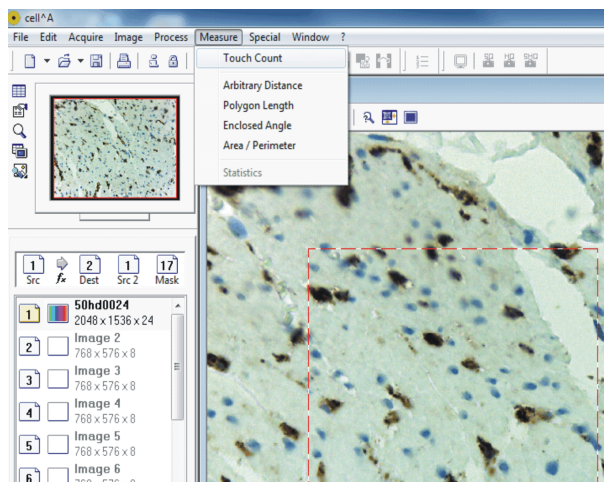 cell^A
File Edit Acquire Image Process Measure Special Window ?
Touch Count
Arbitrary Distance
Polygon Length
Enclosed Angle
Area / Perimeter
Statistics
1 2 1 17
Src fx Dest Src 2 Mask
1 50hd0024
2048 x 1536 x 24
2 Image 2
768 x 576 x 8
3 Image 3
768 x 576 x 8
4 Image 4
768 x 576 x 8
5 Image 5
768 x 576 x 8
6 Image 6